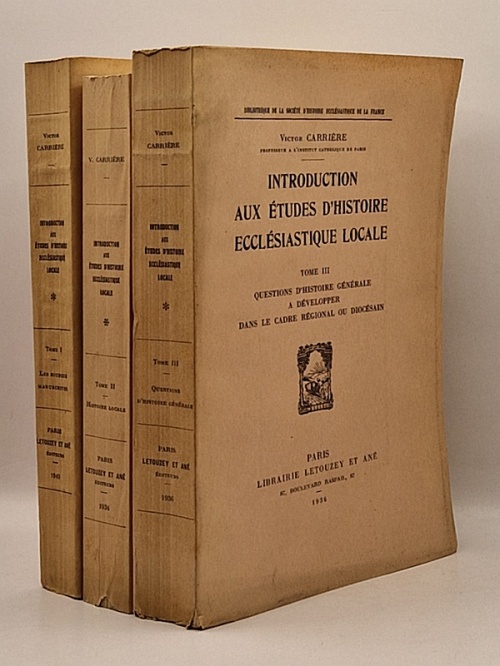 Victor
CARRIÈRE
INTRODUCTION
AUX
ÉTUDES D'HISTOIRE
ECCLÉSIASTIQUE
LOCALE
*
Tome I
Les sources
manuscrites
PARIS
LETOUZEY ET ANÉ
ÉDITEURS
V. CARRIÈRE
INTRODUCTION
AUX
ÉTUDES D'HISTOIRE
ECCLÉSIASTIQUE
LOCALE
Tome II
Histoire locale
PARIS
LETOUZEY ET ANÉ
ÉDITEURS
1934
Victor
CARRIÈRE
INTRODUCTION
AUX
ÉTUDES D'HISTOIRE
ECCLÉSIASTIQUE
LOCALE
Tome III
Questions
d'histoire générale
PARIS
LETOUZEY ET ANÉ
ÉDITEURS
1936
BIBLIOTHÈQUE DE LA SOCIÉTÉ D'HISTOIRE ECCLÉSIASTIQUE DE LA FRANCE
Victor CARRIÈRE
PROFESSEUR A L'INSTITUT CATHOLIQUE DE PARIS
INTRODUCTION
AUX ÉTUDES D'HISTOIRE
ECCLÉSIASTIQUE LOCALE
TOME III
QUESTIONS D'HISTOIRE GÉNÉRALE
A DÉVELOPPER
DANS LE CADRE RÉGIONAL OU DIOCÉSAIN
PARIS
LIBRAIRIE LETOUZEY ET ANÉ
87, BOULEVARD RASPAIL, 87
1936